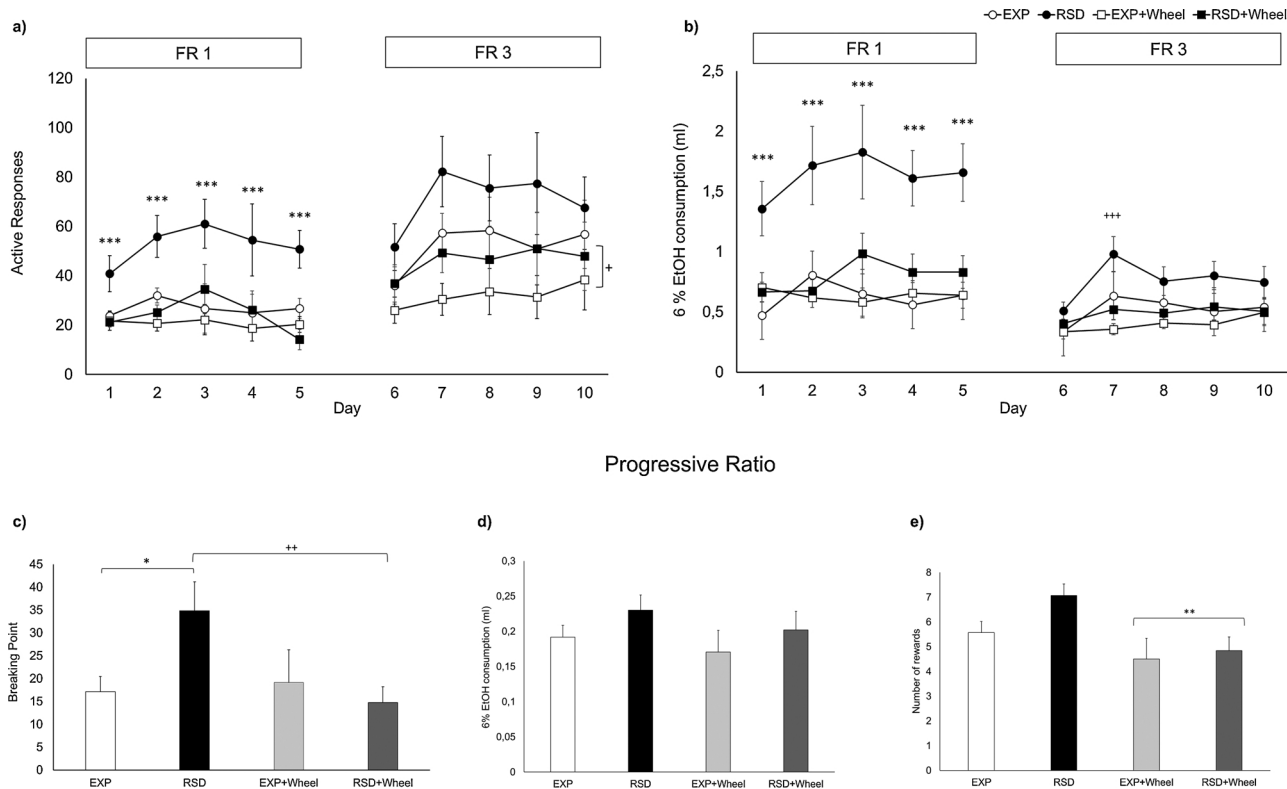 EXP RSD EXP+Wheel RSD+Wheel
a)
FR 1
FR 3
120
100
80
60
40
20
0
Active Responses
***
***
***
***
***
+
1 2 3 4 5 6 7 8 9 10
Day
b)
FR 1
FR 3
2,5
2
1,5
1
0,5
0
6 % EtOH consumption (ml)
***
***
***
***
***
+++
1 2 3 4 5 6 7 8 9 10
Day
Progressive Ratio
c)
45
40
35
30
25
20
15
10
5
0
Breaking Point
*
++
EXP RSD EXP+Wheel RSD+Wheel
d)
0,3
0,25
0,2
0,15
0,1
0,05
0
6% EtOH consumption (ml)
EXP RSD EXP+Wheel RSD+Wheel
e)
8
7
6
5
4
3
2
1
0
Number of rewards
**
EXP RSD EXP+Wheel RSD+Wheel